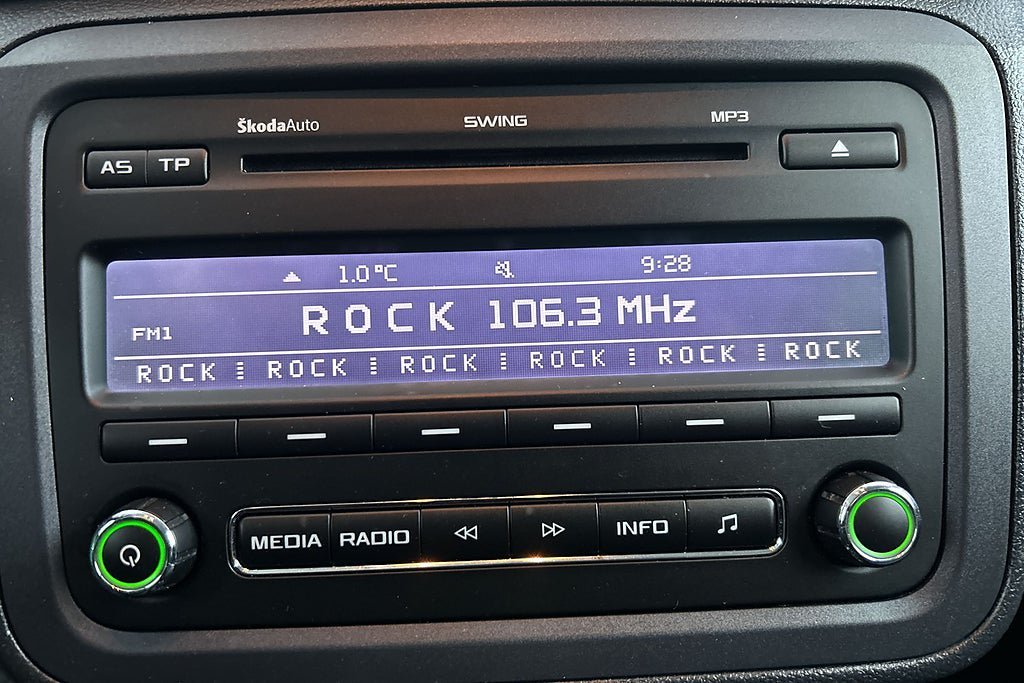 ŠkodaAuto SWING MP3
AS TP
1.0°C 9:28
FM1 ROCK 106.3 MHz
ROCK ROCK ROCK ROCK ROCK ROCK
MEDIA RADIO INFO